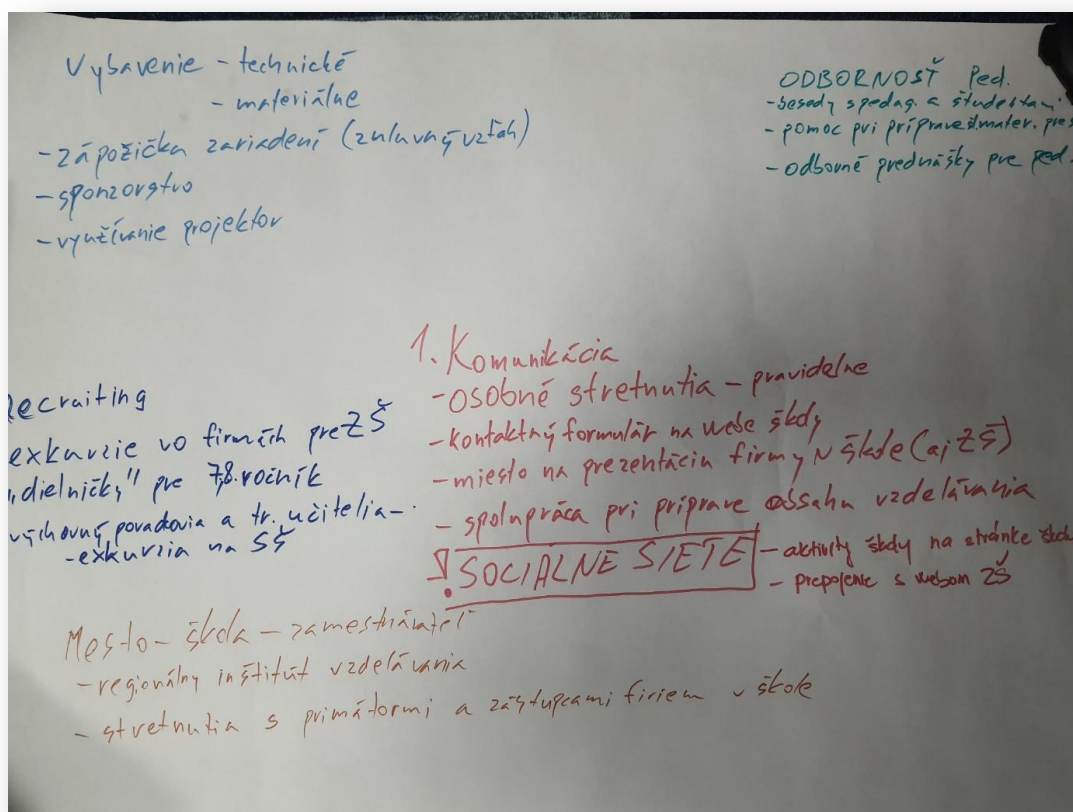 Vybavenie - technické
- materiálne
- zápožička zariadení (zmluvný vzťah)
- sponzorstvo
- využívanie projektor
ODBORNOSŤ Ped.
- besedy s pedag. a študentami
- pomoc pri príprave š. mater. pre
- odborné prednášky pre ped.
1. Komunikácia
- osobné stretnutia - pravidelne
- kontaktný formulár na webe školy
- miesto na prezentáciu firmy v škole (aj ZŠ)
- spolupráca pri príprave obsahu vzdelávania
! SOCIÁLNE SIETE - aktivity školy na stránke školy
- prepojenie s webom ZŠ
Recruiting
exkurzie vo firmách pre ZŠ
"dielničky" pre 7,8. ročník
výchovný poradcovia a tr. učitelia -
- exkurzia na SŠ
Mesto - škola - zamestnávateľ
- regionálny inštitút vzdelávania
- stretnutia s primátormi a zástupcami firiem v škole